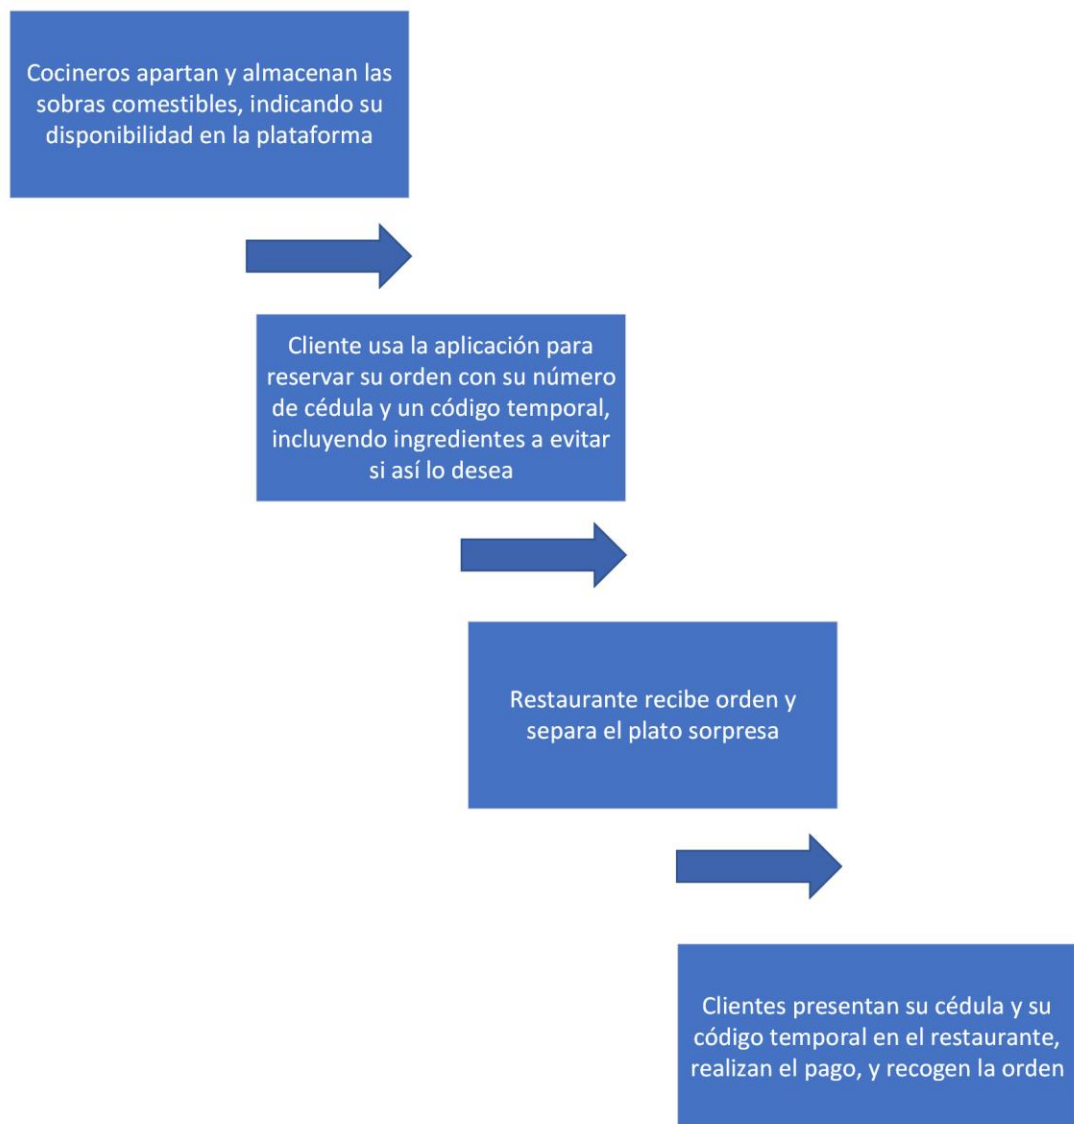 Cocineros apartan y almacenan las
sobras comestibles, indicando su
disponibilidad en la plataforma
Cliente usa la aplicación para
reservar su orden con su número
de cédula y un código temporal,
incluyendo ingredientes a evitar
si así lo desea
Restaurante recibe orden y
separa el plato sorpresa
Clientes presentan su cédula y su
código temporal en el restaurante,
realizan el pago, y recogen la orden